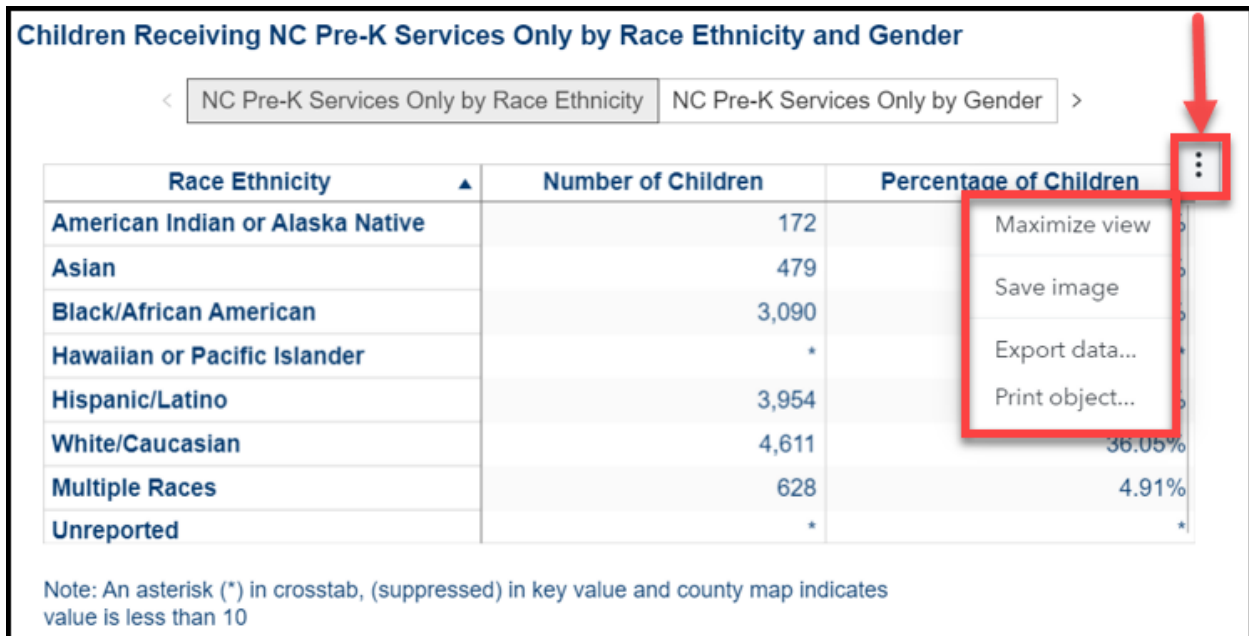 Children Receiving NC Pre-K Services Only by Race Ethnicity and Gender
< NC Pre-K Services Only by Race Ethnicity NC Pre-K Services Only by Gender >
Race Ethnicity ▲ Number of Children Percentage of Children
American Indian or Alaska Native 172
Maximize view
Asian 479
Save image
Black/African American 3,090
Hawaiian or Pacific Islander *
Export data...
Hispanic/Latino 3,954
Print object...
White/Caucasian 4,611 36.05%
Multiple Races 628 4.91%
Unreported * *
Note: An asterisk (*) in crosstab, (suppressed) in key value and county map indicates
value is less than 10